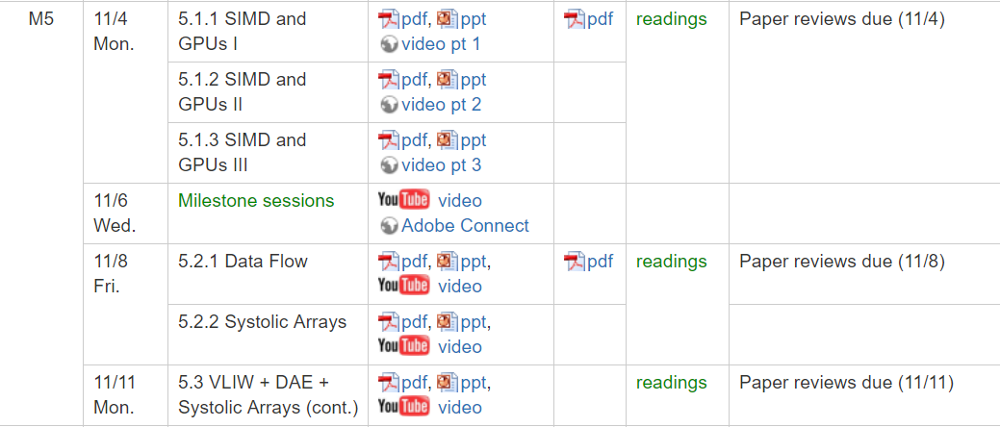 M5
11/4
Mon.
5.1.1 SIMD and
GPUs I
pdf, ppt
video pt 1
pdf
readings
Paper reviews due (11/4)
5.1.2 SIMD and
GPUs II
pdf, ppt
video pt 2
5.1.3 SIMD and
GPUs III
pdf, ppt
video pt 3
11/6
Wed.
Milestone sessions
YouTube video
Adobe Connect
11/8
Fri.
5.2.1 Data Flow
pdf, ppt,
YouTube video
pdf
readings
Paper reviews due (11/8)
5.2.2 Systolic Arrays
pdf, ppt,
YouTube video
11/11
Mon.
5.3 VLIW + DAE +
Systolic Arrays (cont.)
pdf, ppt,
YouTube video
readings
Paper reviews due (11/11)